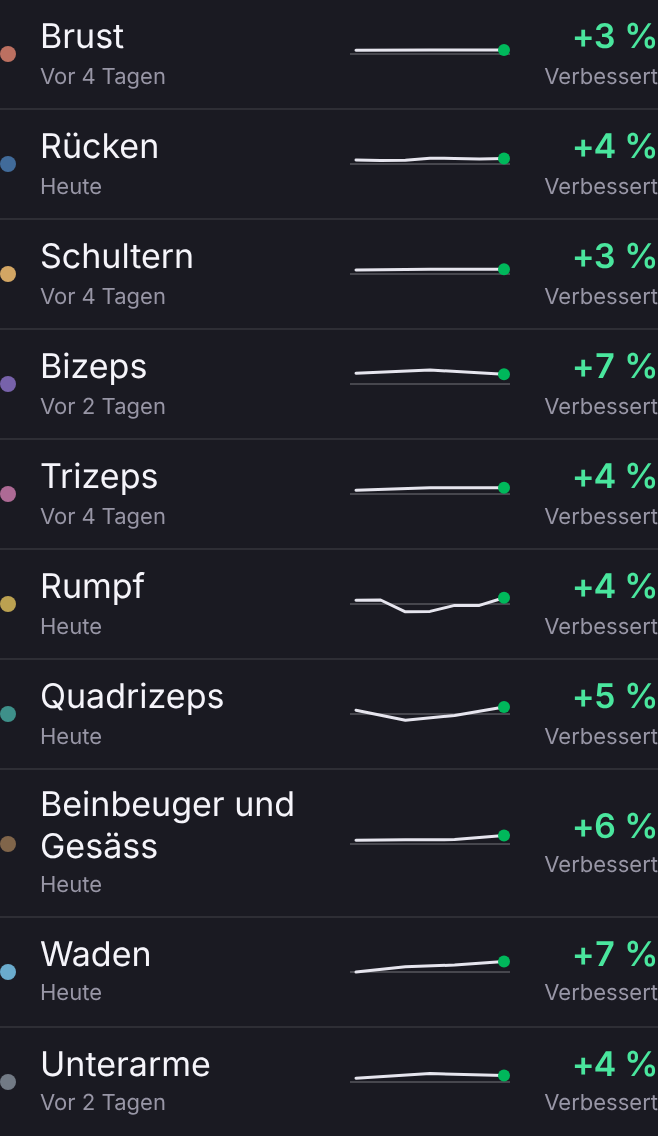 Brust
+3 %
Vor 4 Tagen
Verbessert
Rücken
+4 %
Heute
Verbessert
Schultern
+3 %
Vor 4 Tagen
Verbessert
Bizeps
+7 %
Vor 2 Tagen
Verbessert
Trizeps
+4 %
Vor 4 Tagen
Verbessert
Rumpf
+4 %
Heute
Verbessert
Quadrizeps
+5 %
Heute
Verbessert
Beinbeuger und
Gesäss
+6 %
Heute
Verbessert
Waden
+7 %
Heute
Verbessert
Unterarme
+4 %
Vor 2 Tagen
Verbessert